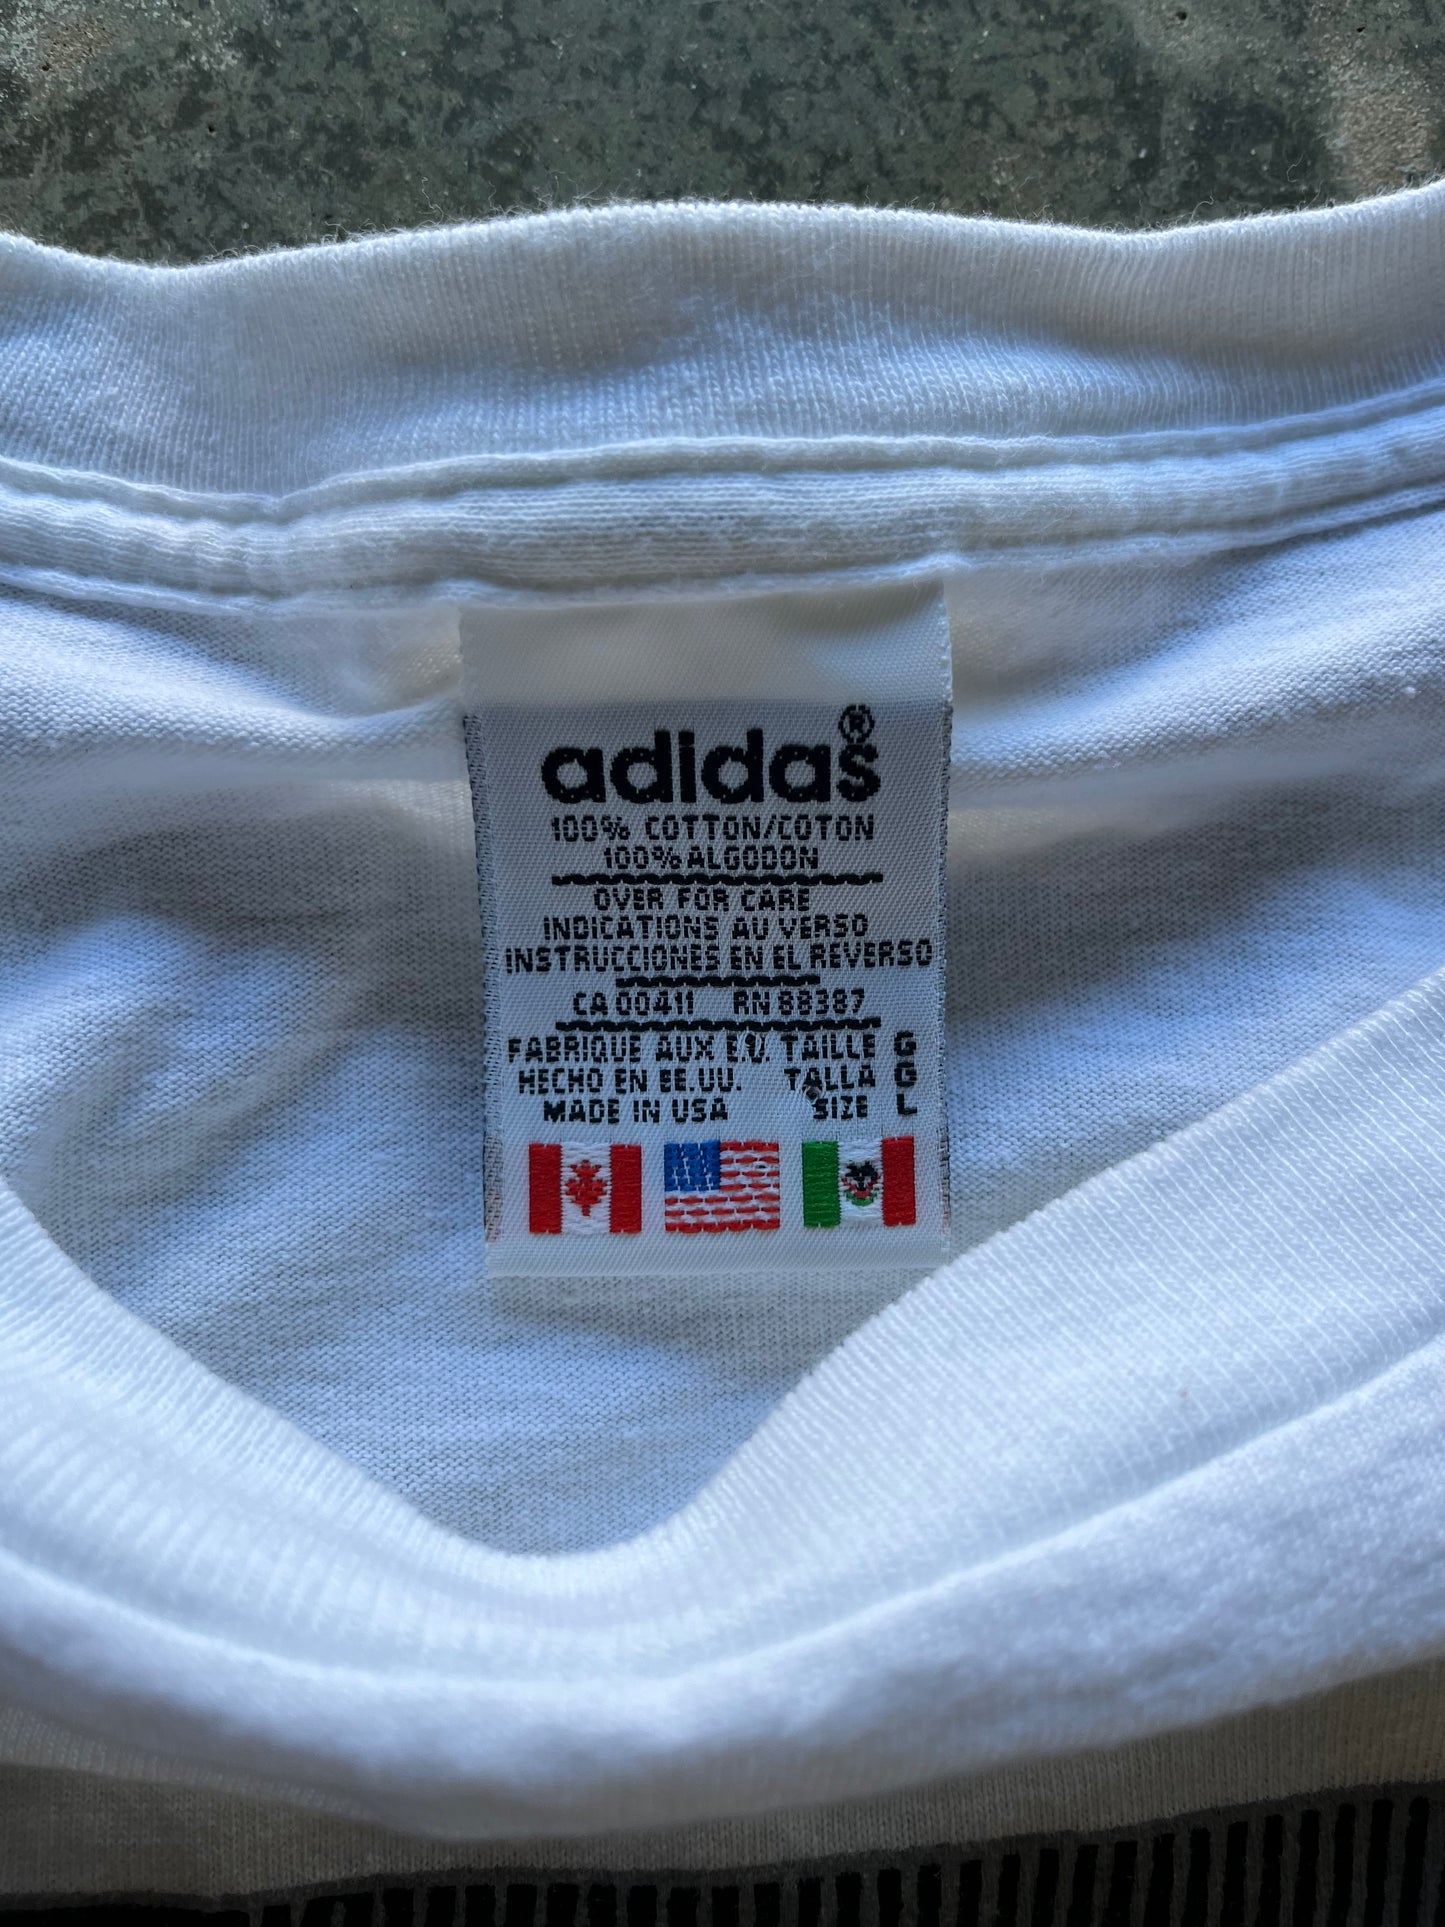 adidas®
100% COTTON/COTON
100% ALGODON
OVER FOR CARE
INDICATIONS AU VERSO
INSTRUCCIONES EN EL REVERSO
CA 00411 RN 88387
FABRIQUE AUX E.U. TAILLE G
HECHO EN EE.UU. TALLA G
MADE IN USA SIZE L